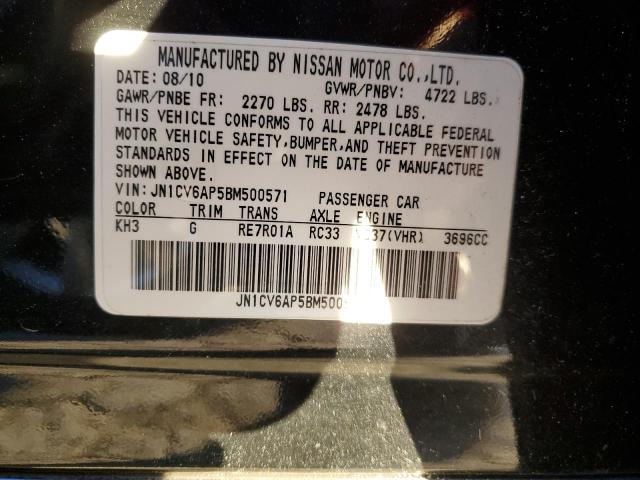 MANUFACTURED BY NISSAN MOTOR CO.,LTD.
DATE: 08/10 GVWR/PNBV: 4722 LBS.
GAWR/PNBE FR: 2270 LBS. RR: 2478 LBS.
THIS VEHICLE CONFORMS TO ALL APPLICABLE FEDERAL
MOTOR VEHICLE SAFETY,BUMPER,AND THEFT PREVENTION
STANDARDS IN EFFECT ON THE DATE OF MANUFACTURE
SHOWN ABOVE.
VIN:JN1CV6AP5BM500571 PASSENGER CAR
COLOR TRIM TRANS AXLE ENGINE
KH3 G RE7R01A RC33 3696CC